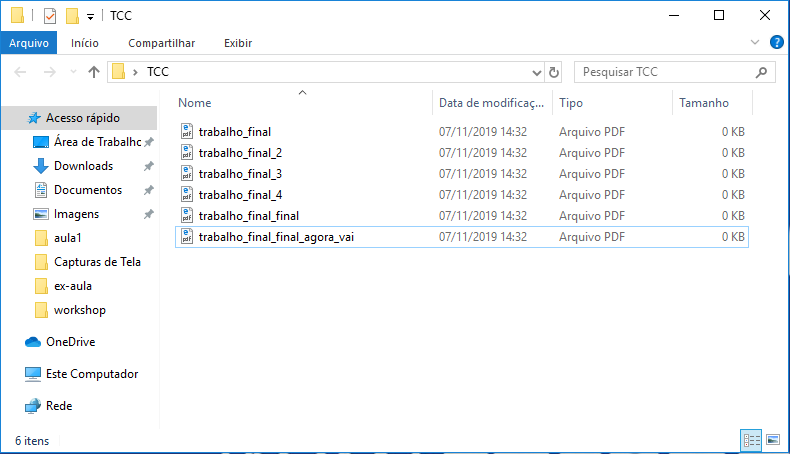 TCC
Arquivo Início Compartilhar Exibir
TCC Pesquisar TCC
Nome Data de modificaç... Tipo Tamanho
Acesso rápido
Área de Trabalho
Downloads
Documentos
Imagens
aula1
Capturas de Tela
ex-aula
workshop
OneDrive
Este Computador
Rede
trabalho_final 07/11/2019 14:32 Arquivo PDF 0 KB
trabalho_final_2 07/11/2019 14:32 Arquivo PDF 0 KB
trabalho_final_3 07/11/2019 14:32 Arquivo PDF 0 KB
trabalho_final_4 07/11/2019 14:32 Arquivo PDF 0 KB
trabalho_final_final 07/11/2019 14:32 Arquivo PDF 0 KB
trabalho_final_final_agora_vai 07/11/2019 14:32 Arquivo PDF 0 KB
6 itens